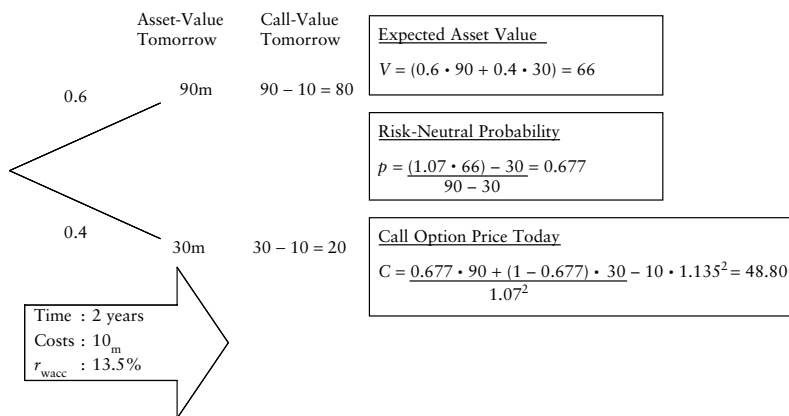 Asset-Value Tomorrow
Call-Value Tomorrow
0.6
90m
90 – 10 = 80
0.4
30m
30 – 10 = 20
Time : 2 years
Costs : 10m
rwacc : 13.5%
Expected Asset Value
V = (0.6 • 90 + 0.4 • 30) = 66
Risk-Neutral Probability
p = (1.07 • 66) – 30 = 0.677
90 – 30
Call Option Price Today
C = 0.677 • 90 + (1 – 0.677) • 30 – 10 • 1.135² = 48.80
1.07²